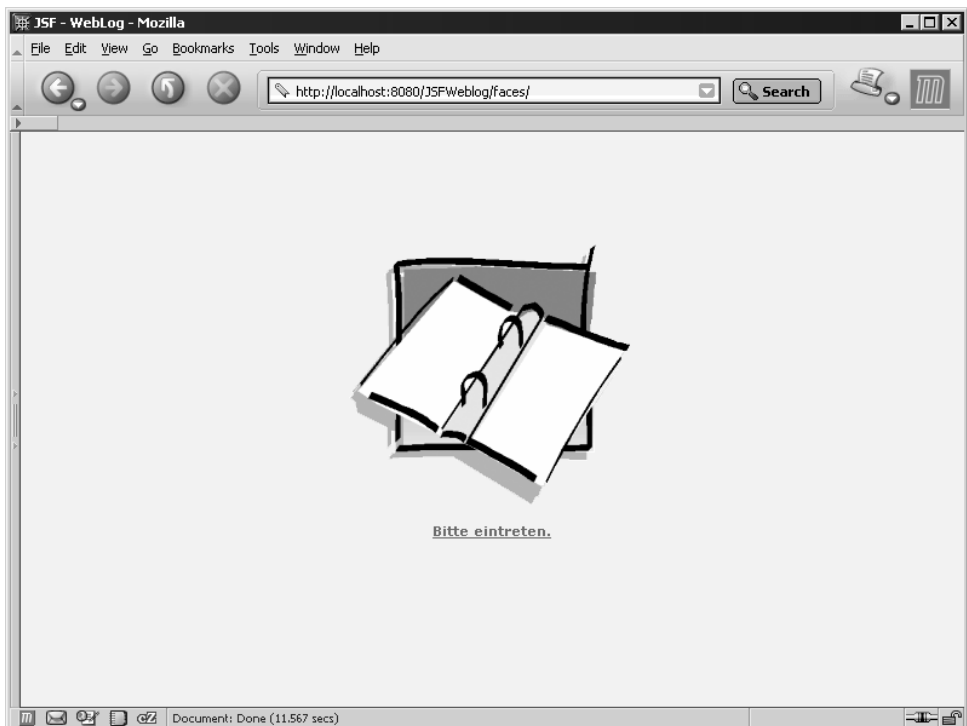 JSF - WebLog - Mozilla
File Edit View Go Bookmarks Tools Window Help
http://localhost:8080/JSFWeblog/faces/ Search
Bitte eintreten.
Document: Done (11.567 secs)